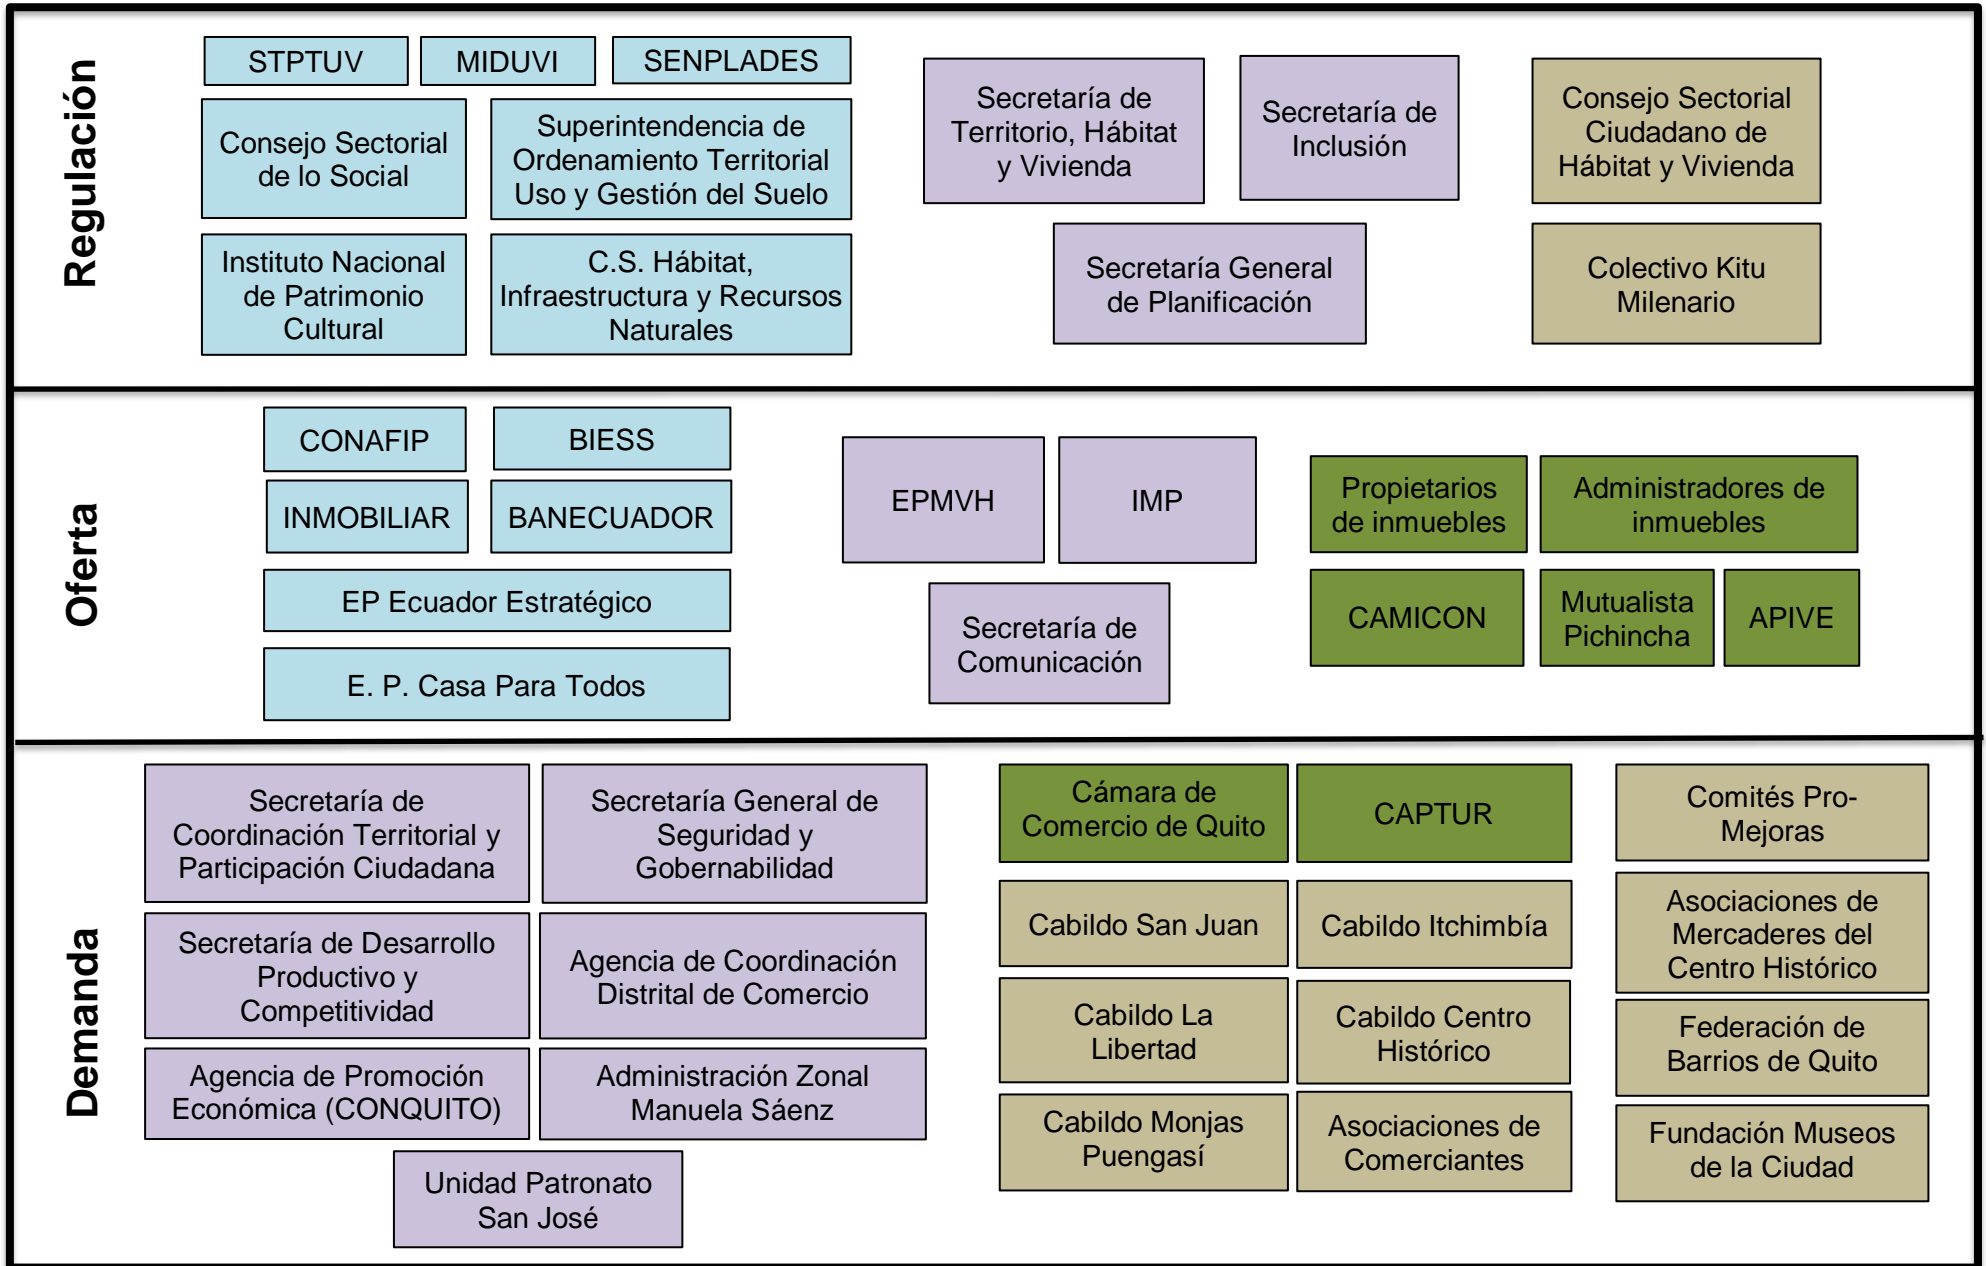 Regulación
STPTUV
MIDUVI
SENPLADES
Consejo Sectorial
de lo Social
Superintendencia de
Ordenamiento Territorial
Uso y Gestión del Suelo
Instituto Nacional
de Patrimonio
Cultural
C.S. Hábitat,
Infraestructura y Recursos
Naturales
Secretaría de
Territorio, Hábitat
y Vivienda
Secretaría de
Inclusión
Secretaría General
de Planificación
Consejo Sectorial
Ciudadano de
Hábitat y Vivienda
Colectivo Kitu
Milenario
Oferta
CONAFIP
BIESS
INMOBILIAR
BANECUADOR
EP Ecuador Estratégico
E. P. Casa Para Todos
EPMVH
IMP
Secretaría de
Comunicación
Propietarios
de inmuebles
Administradores de
inmuebles
CAMICON
Mutualista
Pichincha
APIVE
Demanda
Secretaría de
Coordinación Territorial y
Participación Ciudadana
Secretaría General de
Seguridad y
Gobernabilidad
Secretaría de Desarrollo
Productivo y
Competitividad
Agencia de Coordinación
Distrital de Comercio
Agencia de Promoción
Económica (CONQUITO)
Administración Zonal
Manuela Sáenz
Unidad Patronato
San José
Cámara de
Comercio de Quito
CAPTUR
Cabildo San Juan
Cabildo Itchimbía
Cabildo La
Libertad
Cabildo Centro
Histórico
Cabildo Monjas
Puengasí
Asociaciones de
Comerciantes
Comités Pro-
Mejoras
Asociaciones de
Mercaderes del
Centro Histórico
Federación de
Barrios de Quito
Fundación Museos
de la Ciudad